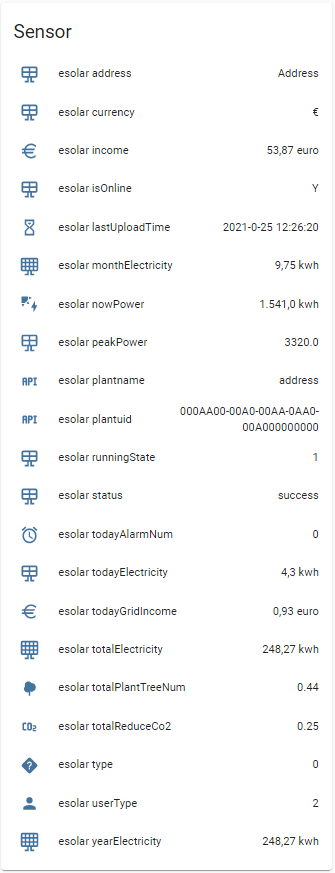 Sensor
esolar address Address
esolar currency €
esolar income 53,87 euro
esolar isOnline Y
esolar lastUploadTime 2021-0-25 12:26:20
esolar monthElectricity 9,75 kwh
esolar nowPower 1.541,0 kwh
esolar peakPower 3320.0
API esolar plantname address
API esolar plantuid 000AA00-00A0-00AA-0AA0-
00A000000000
esolar runningState 1
esolar status success
esolar todayAlarmNum 0
esolar todayElectricity 4,3 kwh
€ esolar todayGridIncome 0,93 euro
esolar totalElectricity 248,27 kwh
esolar totalPlantTreeNum 0.44
CO2 esolar totalReduceCo2 0.25
? esolar type 0
esolar userType 2
esolar yearElectricity 248,27 kwh